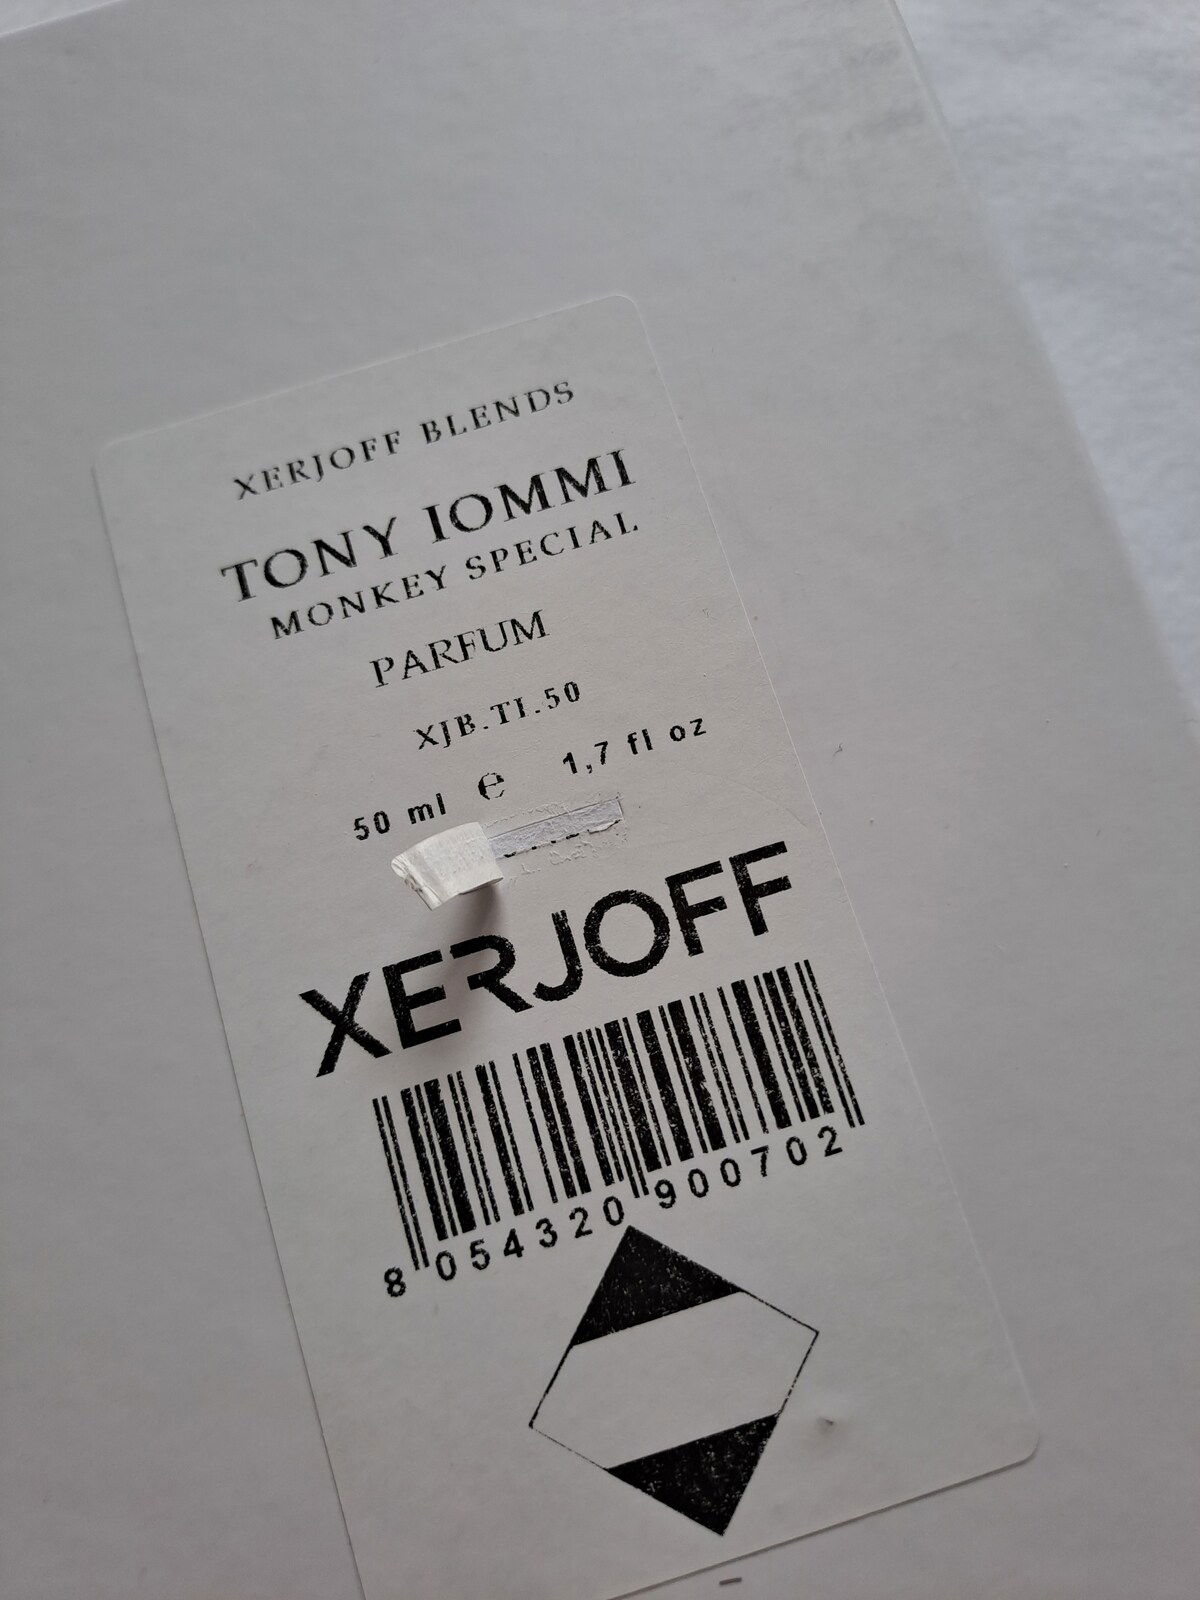 XERJOFF BLENDS
TONY IOMMI
MONKEY SPECIAL
PARFUM
XJB.TI.50
50 ml ℮ 1,7 fl oz
XERJOFF
8 054320 900702